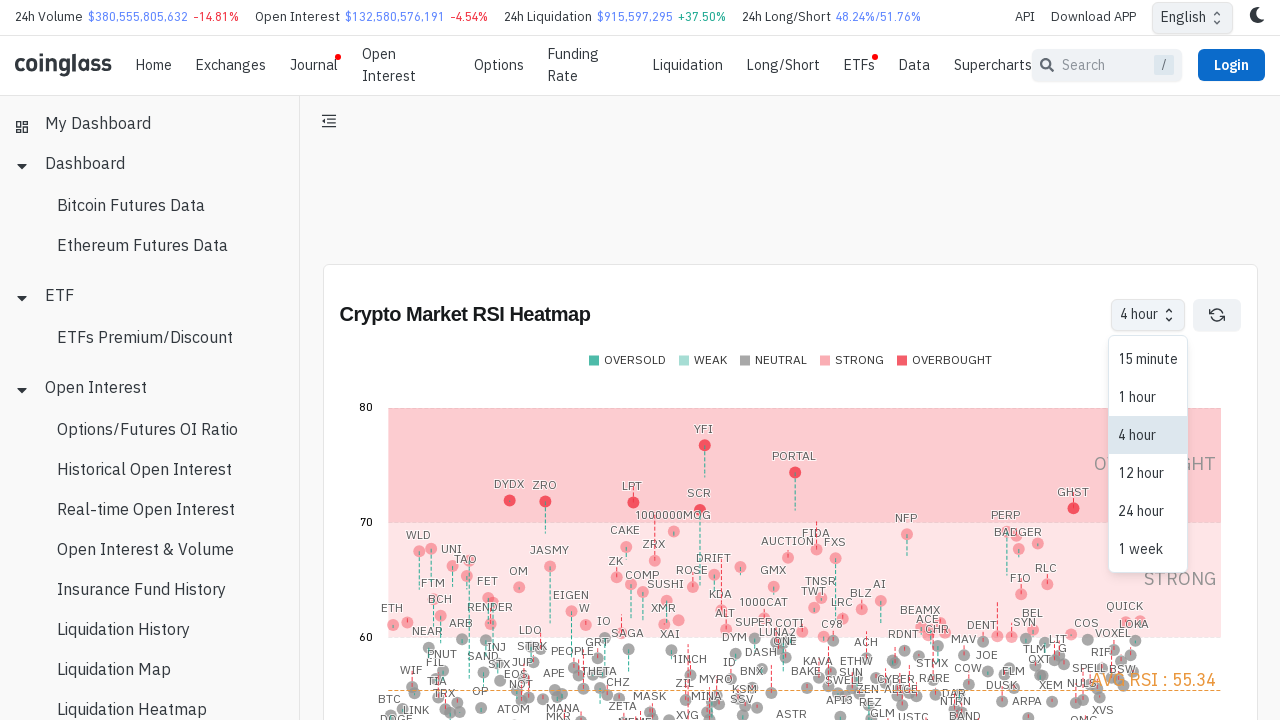 24h Volume $380,555,805,632 -14.81% Open Interest $132,580,576,191 -4.54% 24h Liquidation $915,597,295 +37.50% 24h Long/Short 48.24%/51.76% API Download APP English
coinglass Home Exchanges Journal Open Interest Options Funding Rate Liquidation Long/Short ETFs Data Supercharts Search / Login
My Dashboard
Dashboard
Bitcoin Futures Data
Ethereum Futures Data
ETF
ETFs Premium/Discount
Open Interest
Options/Futures OI Ratio
Historical Open Interest
Real-time Open Interest
Open Interest & Volume
Insurance Fund History
Liquidation History
Liquidation Map
Liquidation Heatmap
Crypto Market RSI Heatmap
4 hour
15 minute
1 hour
4 hour
12 hour
24 hour
1 week
OVERSOLD WEAK NEUTRAL STRONG OVERBOUGHT
80
YFI
PORTAL
DYDX ZRO LPT SCR GHST
70
1000000MOG NFP PERP
WLD CAKE FIDA BADGER
UNI TAO JASMY ZRX AUCTION FXS
ZK DRIFT RLC
FTM FET OM COMP ROSE GMX TNSR AI FIO
SUSHI TWT BLZ
ETH BCH RENDER EIGEN W XMR KDA 1000CAT LRC BEAMX QUICK
ALT BEL
NEAR ARB LDO IO SAGA XAI SUPER COTI C98 ACE CHR DENT SYN COS LOKA
60
STRONG
INJ STRK GRT DYM LUNA2 ONE ACH RDNT MAV LIT VOXEL
PNUT SAND PEOPLE DASH JOE TLM G RIF
WIF FIL STX JUP THETA 1INCH ID KAVA ETHW STMX COW OXT
TIA EOS APE CHZ ZIL MYRO BNX BAKE SWELL SUN CYBER RARE DUSK FLM XEM SPELL BSW
BTC TRX OP NOT MASK MINA KSM SSV API3 ZEN ALICE DAR NULS
AVG RSI : 55.34
LINK ATOM MANA ZETA XVG ASTR REZ GLM NTRN ARPA XVS
DOGE MKR USTC BAND